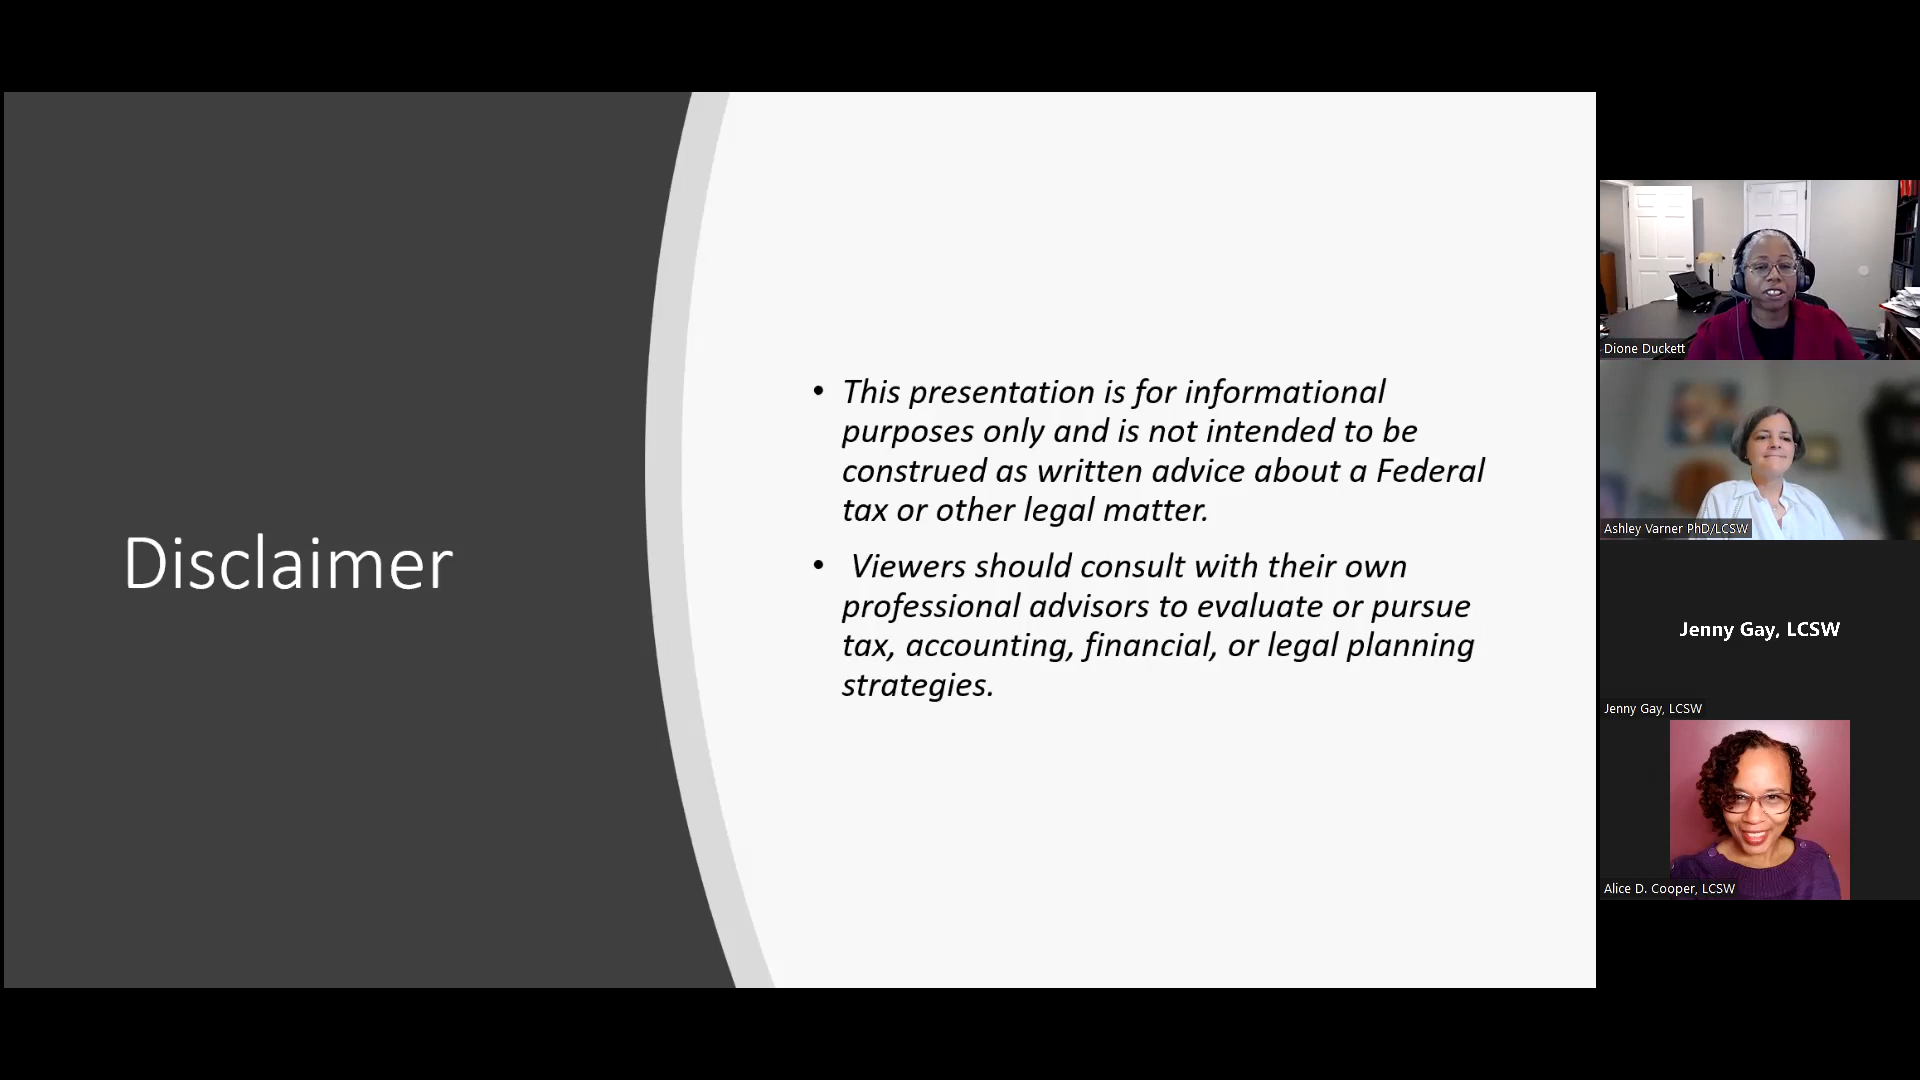 Disclaimer
• This presentation is for informational
purposes only and is not intended to be
construed as written advice about a Federal
tax or other legal matter.
• Viewers should consult with their own
professional advisors to evaluate or pursue
tax, accounting, financial, or legal planning
strategies.
Dione Duckett
Ashley Varner PhD/LCSW
Jenny Gay, LCSW
Jenny Gay, LCSW
Alice D. Cooper, LCSW